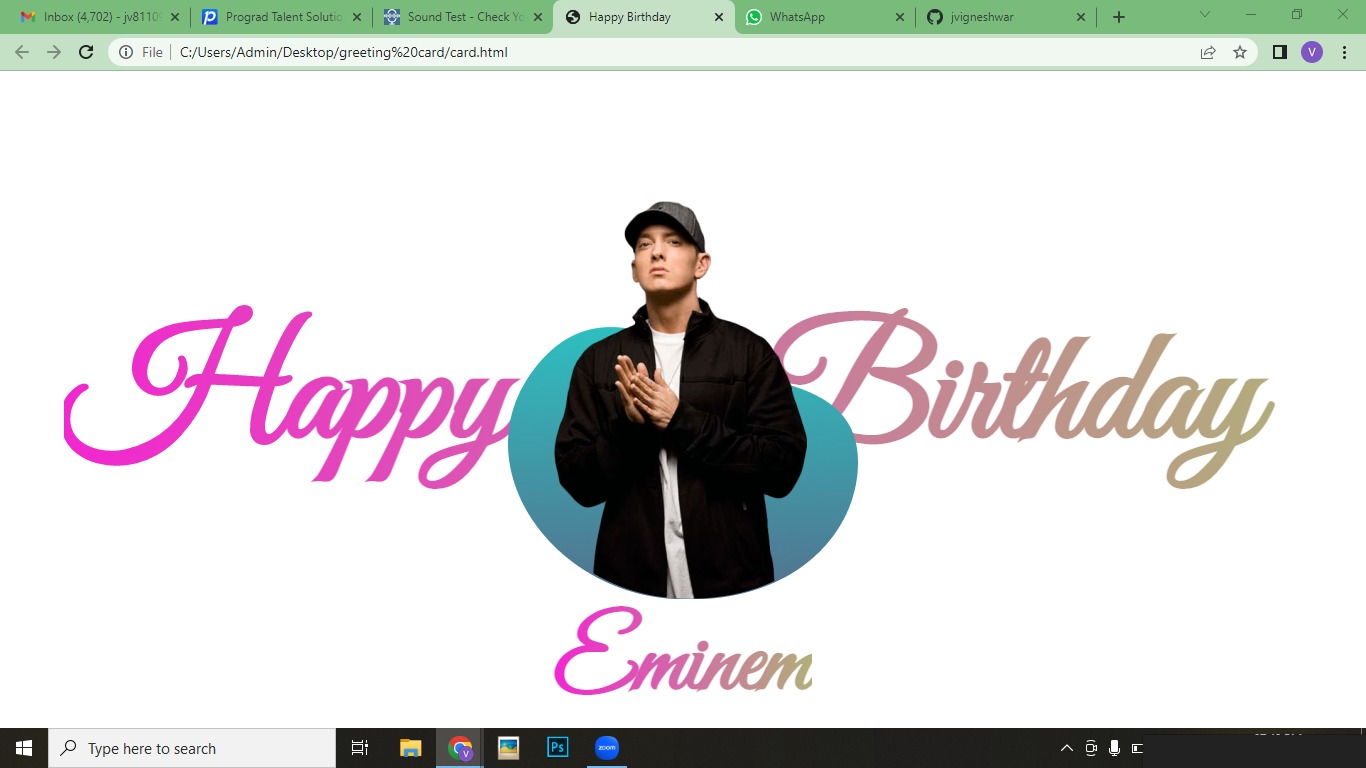 Inbox (4,702) - jv81109
Prograd Talent Solutio
Sound Test - Check Yo
Happy Birthday
WhatsApp
jvigneshwar
File
C:/Users/Admin/Desktop/greeting%20card/card.html
V
Happy Birthday
Eminem
Type here to search
V
Ps
zoom